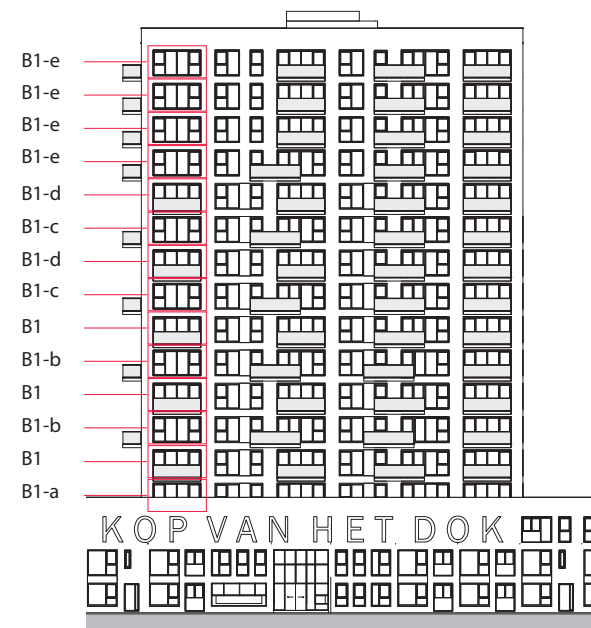 B1-e
B1-e
B1-e
B1-e
B1-d
B1-c
B1-d
B1-c
B1
B1-b
B1
B1-b
B1
B1-a
KOP VAN HET DOK